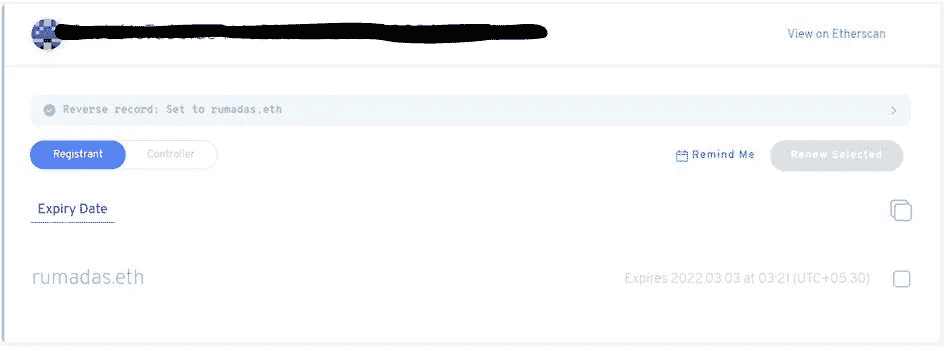 View on Etherscan
Reverse record: Set to rumadas.eth
Registrant Controller Remind Me Renew Selected
Expiry Date
rumadas.eth Expires 2022.03.03 at 03:21 (UTC+05:30)